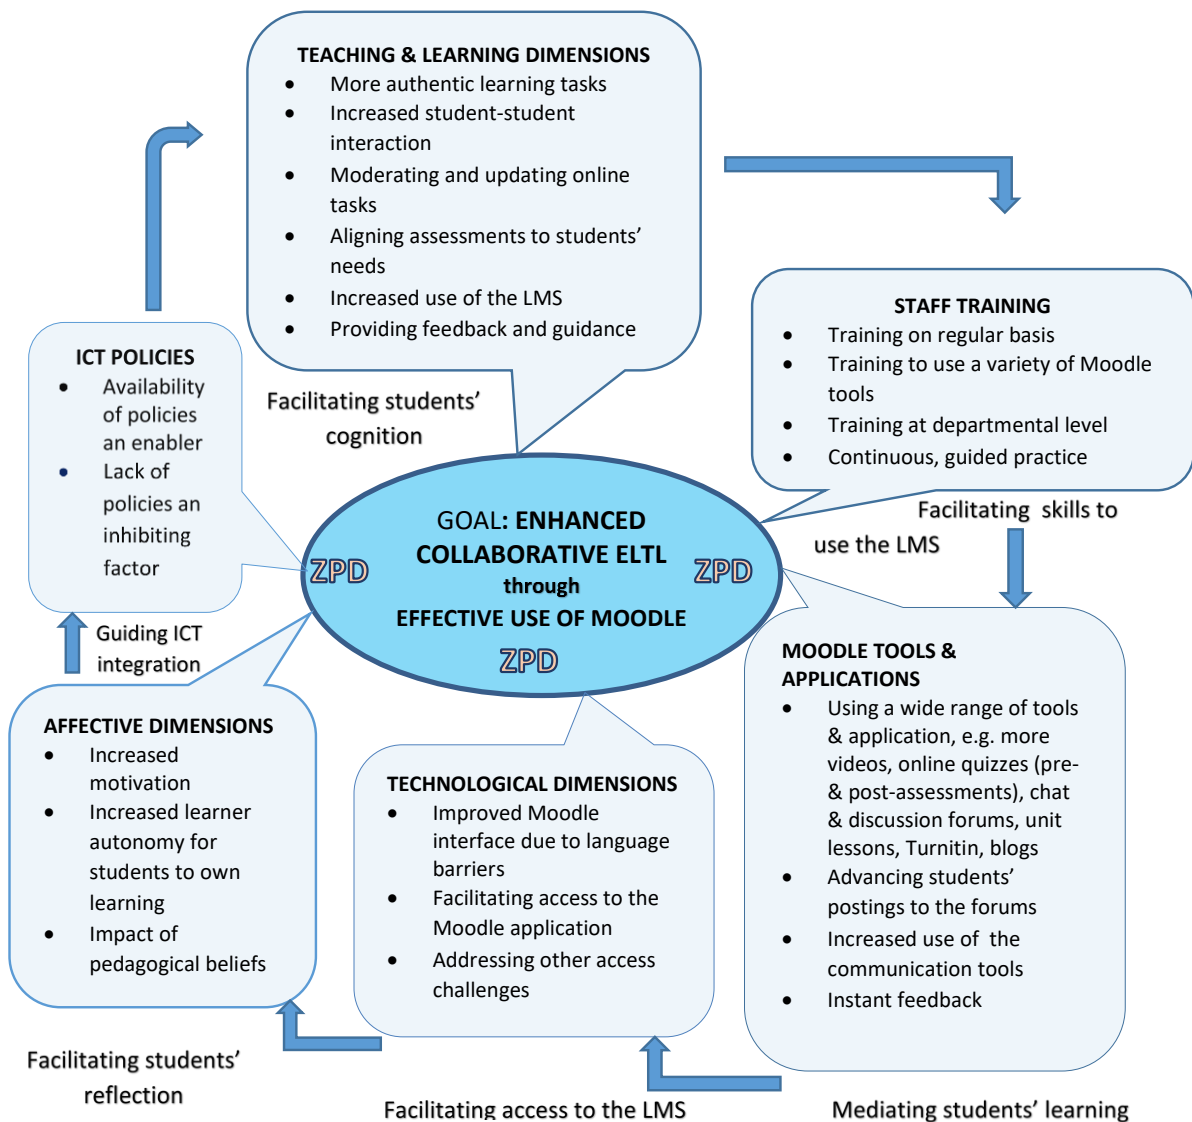 TEACHING & LEARNING DIMENSIONS
• More authentic learning tasks
• Increased student-student
interaction
• Moderating and updating online
tasks
• Aligning assessments to students’
needs
• Increased use of the LMS
• Providing feedback and guidance
Facilitating students’
cognition
STAFF TRAINING
• Training on regular basis
• Training to use a variety of Moodle
tools
• Training at departmental level
• Continuous, guided practice
Facilitating skills to
use the LMS
ICT POLICIES
• Availability
of policies
an enabler
• Lack of
policies an
inhibiting
factor
Guiding ICT
integration
GOAL: ENHANCED
COLLABORATIVE ELTL
through
EFFECTIVE USE OF MOODLE
ZPD
ZPD
ZPD
MOODLE TOOLS &
APPLICATIONS
• Using a wide range of tools
& application, e.g. more
videos, online quizzes (pre-
& post-assessments), chat
& discussion forums, unit
lessons, Turnitin, blogs
• Advancing students’
postings to the forums
• Increased use of the
communication tools
• Instant feedback
Mediating students’ learning
TECHNOLOGICAL DIMENSIONS
• Improved Moodle
interface due to language
barriers
• Facilitating access to the
Moodle application
• Addressing other access
challenges
Facilitating access to the LMS
AFFECTIVE DIMENSIONS
• Increased
motivation
• Increased learner
autonomy for
students to own
learning
• Impact of
pedagogical beliefs
Facilitating students’
reflection